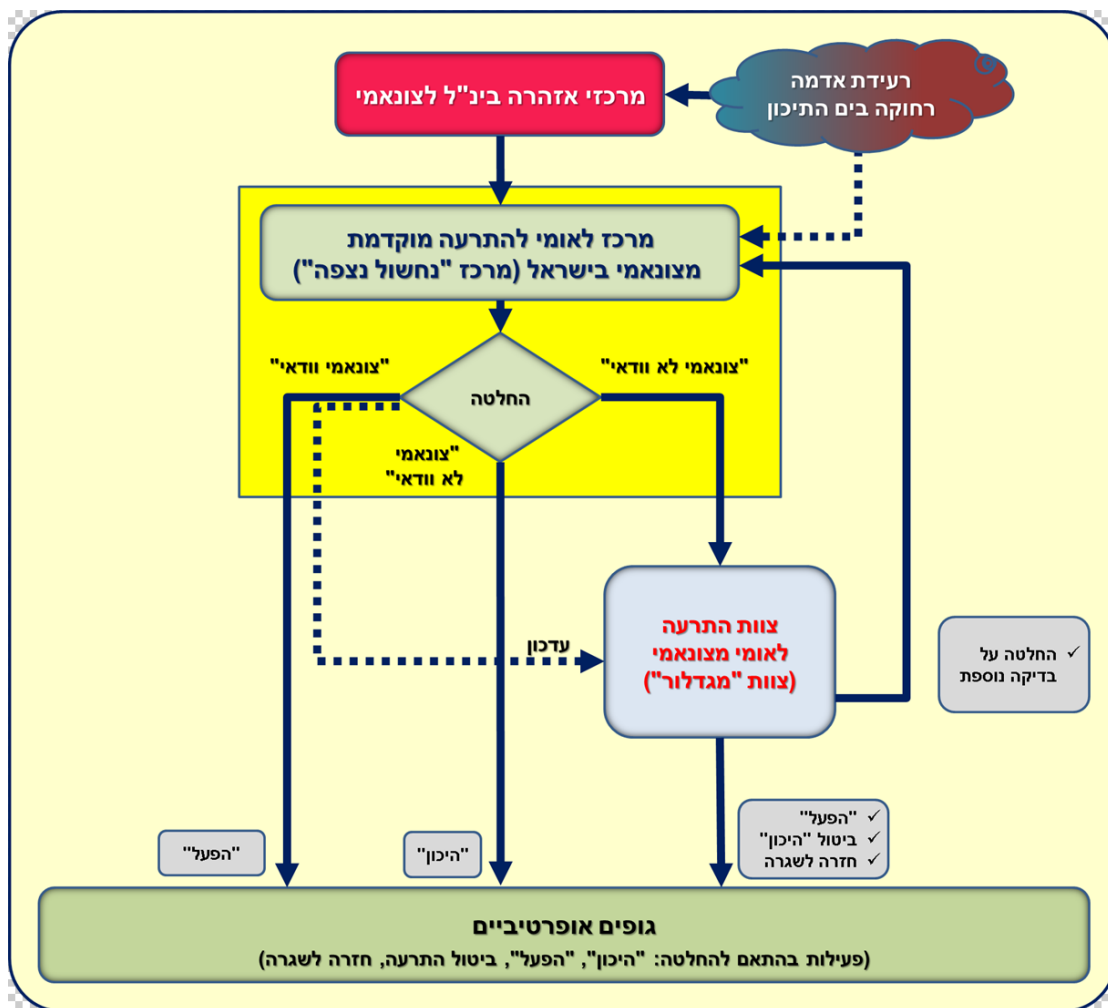 רעידת אדמה
רחוקה בים התיכון
מרכזי אזהרה בינ"ל לצונאמי
מרכז לאומי להתרעה מוקדמת
מצונאמי בישראל (מרכז "נחשול נצפה")
"צונאמי לא וודאי"
"צונאמי וודאי"
החלטה
"צונאמי
לא וודאי"
צוות התרעה
לאומי מצונאמי
(צוות "מגדלור")
עדכון
✓ החלטה על
בדיקה נוספת
✓ "הפעל"
✓ ביטול "היכון"
✓ חזרה לשגרה
"היכון"
"הפעל"
גופים אופרטיביים
(פעילות בהתאם להחלטה: "היכון", "הפעל", ביטול התרעה, חזרה לשגרה)